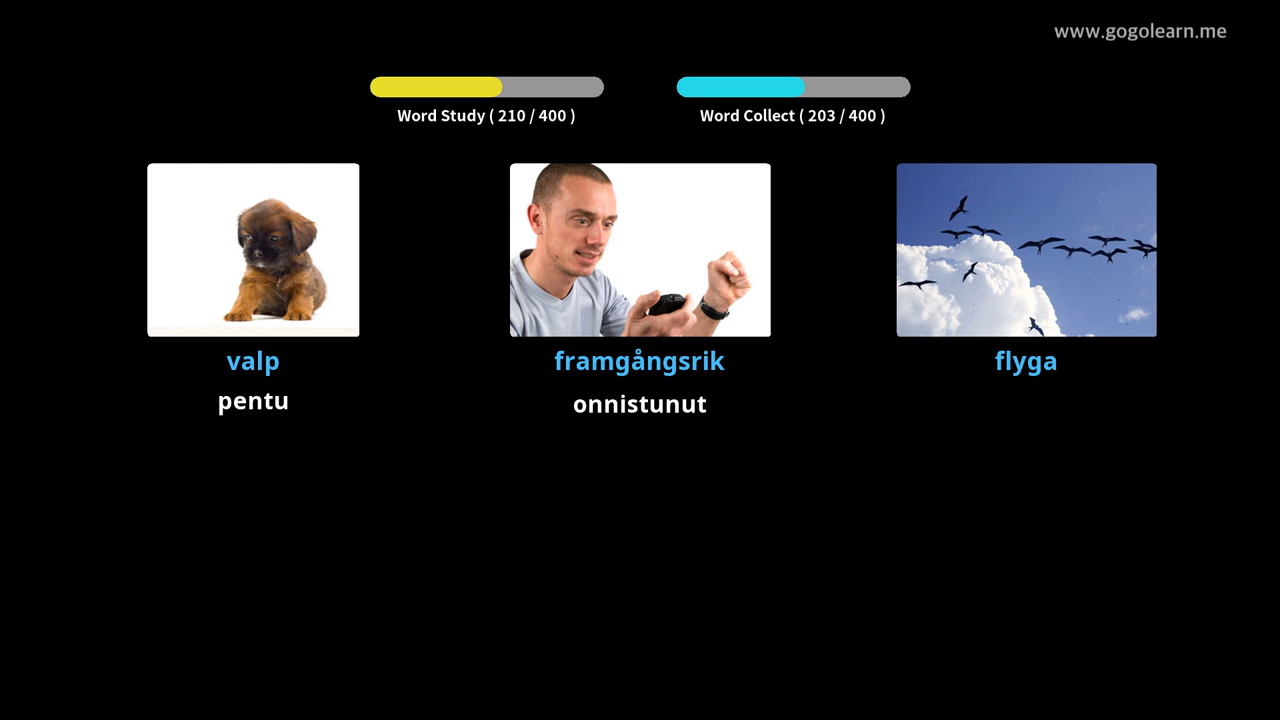 www.gogolearn.me
Word Study ( 210 / 400 )
Word Collect ( 203 / 400 )
valp
framgångsrik
flyga
pentu
onnistunut